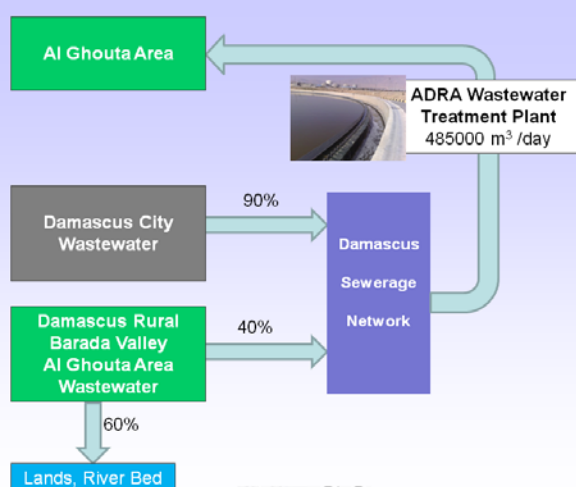 Al Ghouta Area
ADRA Wastewater
Treatment Plant
485000 m³ /day
90%
Damascus City
Wastewater
Damascus
Sewerage
Network
Damascus Rural
Barada Valley
Al Ghouta Area
Wastewater
40%
60%
Lands, River Bed